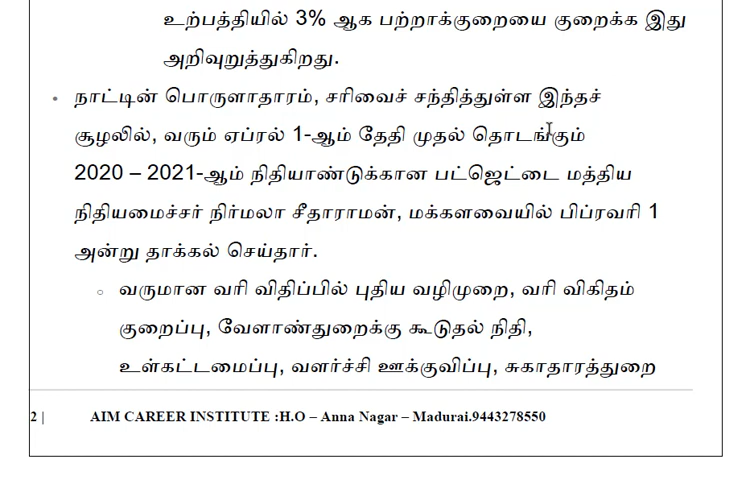 உற்பத்தியில் 3% ஆக பற்றாக்குறையை குறைக்க இது
அறிவுறுத்துகிறது.
• நாட்டின் பொருளாதாரம், சரிவைச் சந்தித்துள்ள இந்தச்
சூழலில், வரும் ஏப்ரல் 1-ஆம் தேதி முதல் தொடங்கும்
2020 – 2021-ஆம் நிதியாண்டுக்கான பட்ஜெட்டை மத்திய
நிதியமைச்சர் நிர்மலா சீதாராமன், மக்களவையில் பிப்ரவரி 1
அன்று தாக்கல் செய்தார்.
○ வருமான வரி விதிப்பில் புதிய வழிமுறை, வரி விகிதம்
குறைப்பு, வேளாண்துறைக்கு கூடுதல் நிதி,
உள்கட்டமைப்பு, வளர்ச்சி ஊக்குவிப்பு, சுகாதாரத்துறை
2 | AIM CAREER INSTITUTE :H.O – Anna Nagar – Madurai.9443278550